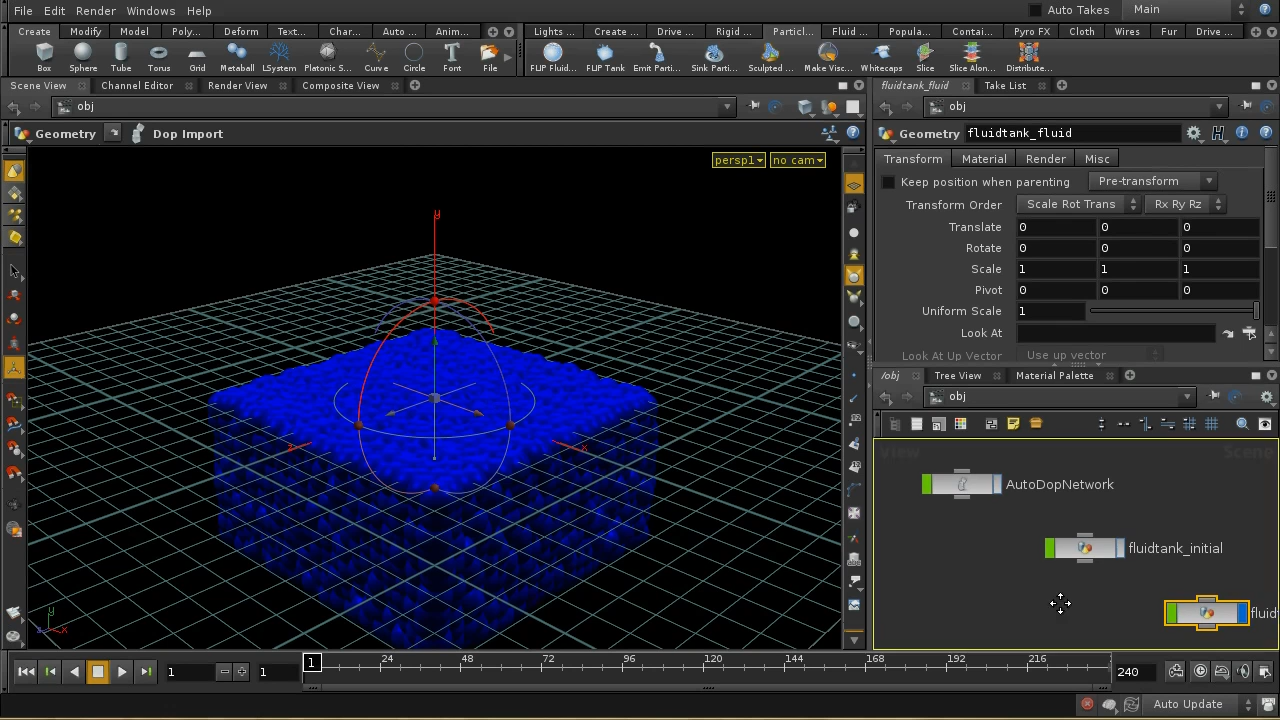 File Edit Render Windows Help Auto Takes Main
Create Modify Model Poly... Deform Text... Char... Auto ... Anim... Lights ... Create ... Drive ... Rigid ... Particl... Fluid ... Popula... Contai... Pyro FX Cloth Wires Fur Drive ...
Box Sphere Tube Torus Grid Metaball LSystem Platonic S... Curve Circle Font File FLIP Fluid... FLIP Tank Emit Parti... Sink Parti... Sculpted ... Make Visc... Whitecaps Slice Slice Alon... Distribute...
Scene View Channel Editor Render View Composite View fluidtank_fluid Take List
obj obj
Geometry Dop Import Geometry fluidtank_fluid
persp1 no cam Transform Material Render Misc
Keep position when parenting Pre-transform
Transform Order Scale Rot Trans Rx Ry Rz
Translate 0 0 0
Rotate 0 0 0
Scale 1 1 1
Pivot 0 0 0
Uniform Scale 1
Look At
Look At Up Vector Use up vector
/obj Tree View Material Palette
obj
View Scene
AutoDopNetwork
fluidtank_initial
y
z x
y
z x
1 1 1 24 48 72 96 120 144 168 192 216 240
Auto Update